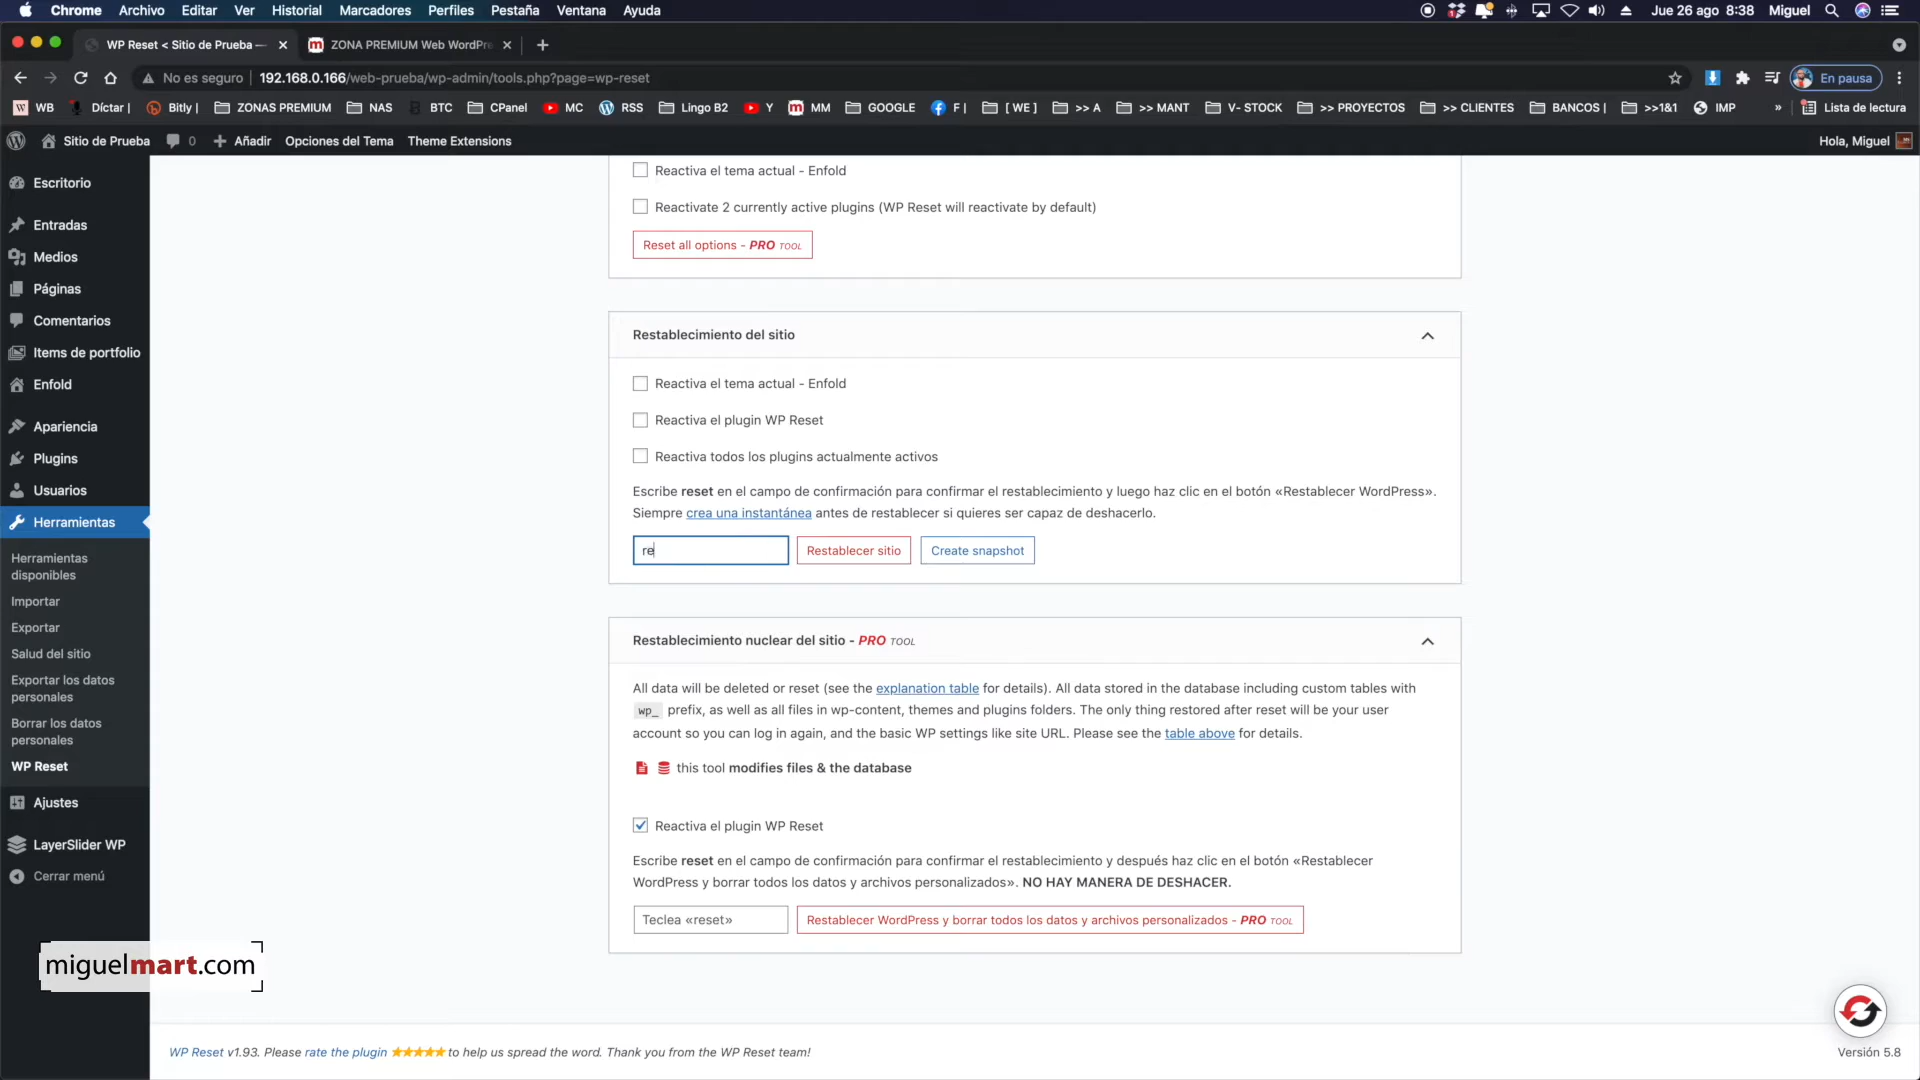 Chrome Archivo Editar Ver Historial Marcadores Perfiles Pestaña Ventana Ayuda
Jue 26 ago 8:38 Miguel
WP Reset < Sitio de Prueba —
ZONA PREMIUM Web WordPre
No es seguro 192.168.0.166/web-prueba/wp-admin/tools.php?page=wp-reset
En pausa
WB Díctar | Bitly | ZONAS PREMIUM NAS BTC CPanel MC RSS Lingo B2 Y MM GOOGLE F | [ WE ] >> A >> MANT V- STOCK >> PROYECTOS >> CLIENTES BANCOS | >>1&1 IMP » Lista de lectura
Sitio de Prueba 0 Añadir Opciones del Tema Theme Extensions
Hola, Miguel
Escritorio
Entradas
Medios
Páginas
Comentarios
Items de portfolio
Enfold
Apariencia
Plugins
Usuarios
Herramientas
Herramientas
disponibles
Importar
Exportar
Salud del sitio
Exportar los datos
personales
Borrar los datos
personales
WP Reset
Ajustes
LayerSlider WP
Cerrar menú
Reactiva el tema actual - Enfold
Reactivate 2 currently active plugins (WP Reset will reactivate by default)
Reset all options - PRO TOOL
Restablecimiento del sitio
Reactiva el tema actual - Enfold
Reactiva el plugin WP Reset
Reactiva todos los plugins actualmente activos
Escribe reset en el campo de confirmación para confirmar el restablecimiento y luego haz clic en el botón «Restablecer WordPress».
Siempre crea una instantánea antes de restablecer si quieres ser capaz de deshacerlo.
re Restablecer sitio Create snapshot
Restablecimiento nuclear del sitio - PRO TOOL
All data will be deleted or reset (see the explanation table for details). All data stored in the database including custom tables with
wp_ prefix, as well as all files in wp-content, themes and plugins folders. The only thing restored after reset will be your user
account so you can log in again, and the basic WP settings like site URL. Please see the table above for details.
this tool modifies files & the database
Reactiva el plugin WP Reset
Escribe reset en el campo de confirmación para confirmar el restablecimiento y después haz clic en el botón «Restablecer
WordPress y borrar todos los datos y archivos personalizados». NO HAY MANERA DE DESHACER.
Teclea «reset» Restablecer WordPress y borrar todos los datos y archivos personalizados - PRO TOOL
miguelmart.com
WP Reset v1.93. Please rate the plugin ★★★★★ to help us spread the word. Thank you from the WP Reset team!
Versión 5.8